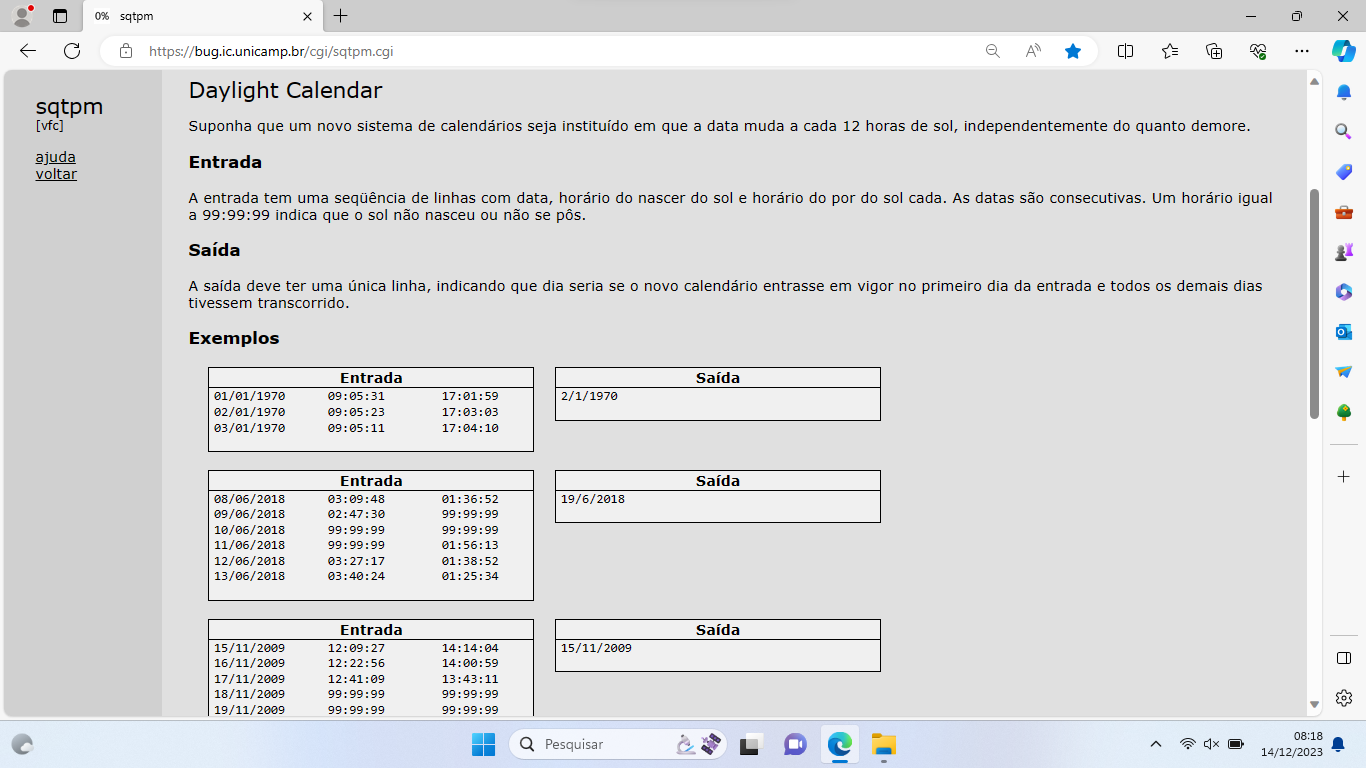 0% sqtpm
https://bug.ic.unicamp.br/cgi/sqtpm.cgi
sqtpm
[vfc]
ajuda
voltar
Daylight Calendar
Suponha que um novo sistema de calendários seja instituído em que a data muda a cada 12 horas de sol, independentemente do quanto demore.
Entrada
A entrada tem uma seqüência de linhas com data, horário do nascer do sol e horário do por do sol cada. As datas são consecutivas. Um horário igual
a 99:99:99 indica que o sol não nasceu ou não se pôs.
Saída
A saída deve ter uma única linha, indicando que dia seria se o novo calendário entrasse em vigor no primeiro dia da entrada e todos os demais dias
tivessem transcorrido.
Exemplos
Entrada
01/01/1970 09:05:31 17:01:59
02/01/1970 09:05:23 17:03:03
03/01/1970 09:05:11 17:04:10
Saída
2/1/1970
Entrada
08/06/2018 03:09:48 01:36:52
09/06/2018 02:47:30 99:99:99
10/06/2018 99:99:99 99:99:99
11/06/2018 99:99:99 01:56:13
12/06/2018 03:27:17 01:38:52
13/06/2018 03:40:24 01:25:34
Saída
19/6/2018
Entrada
15/11/2009 12:09:27 14:14:04
16/11/2009 12:22:56 14:00:59
17/11/2009 12:41:09 13:43:11
18/11/2009 99:99:99 99:99:99
19/11/2009 99:99:99 99:99:99
Saída
15/11/2009
Pesquisar
08:18
14/12/2023